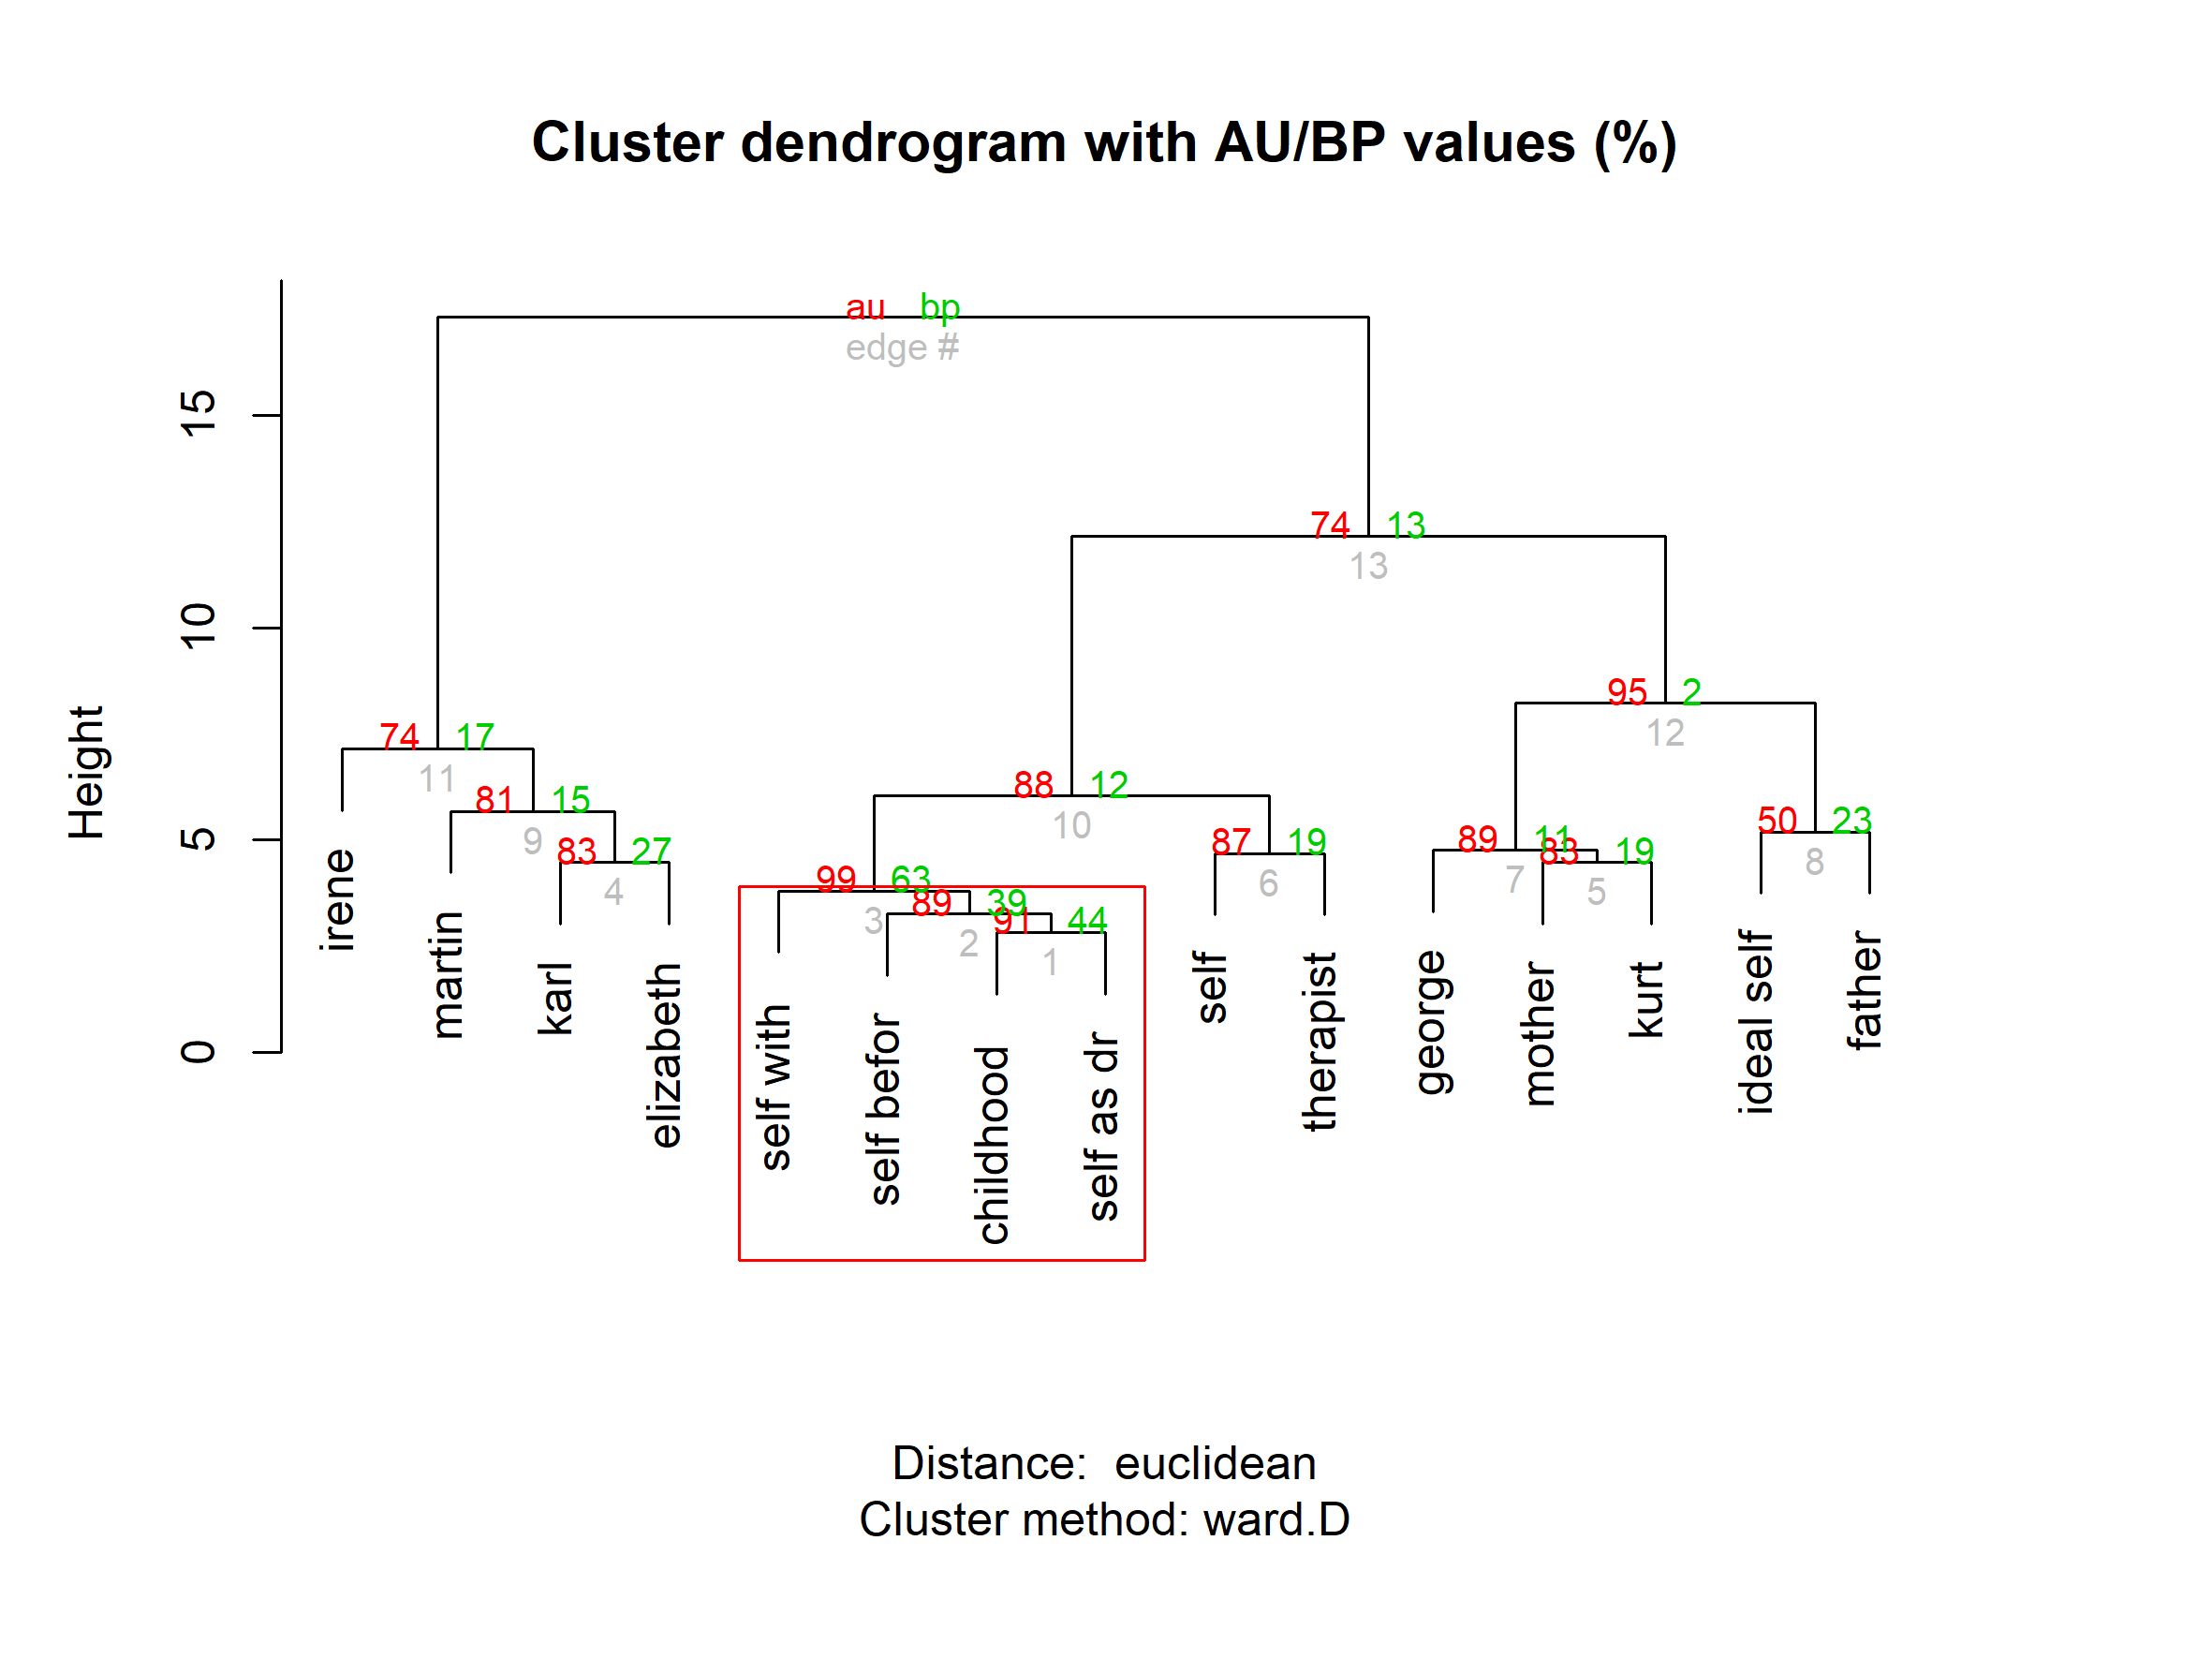 Cluster dendrogram with AU/BP values (%)
au bp
edge #
15
74 13
13
10
95 2
12
Height
74 17
11
88 12
10
81 15
9
50 23
8
5
83 27
4
87 19
6
89 11
7
83 19
5
99 63
3
89 39
2
91 44
1
0
irene
martin
karl
elizabeth
self with
self befor
childhood
self as dr
self
therapist
george
mother
kurt
ideal self
father
Distance: euclidean
Cluster method: ward.D